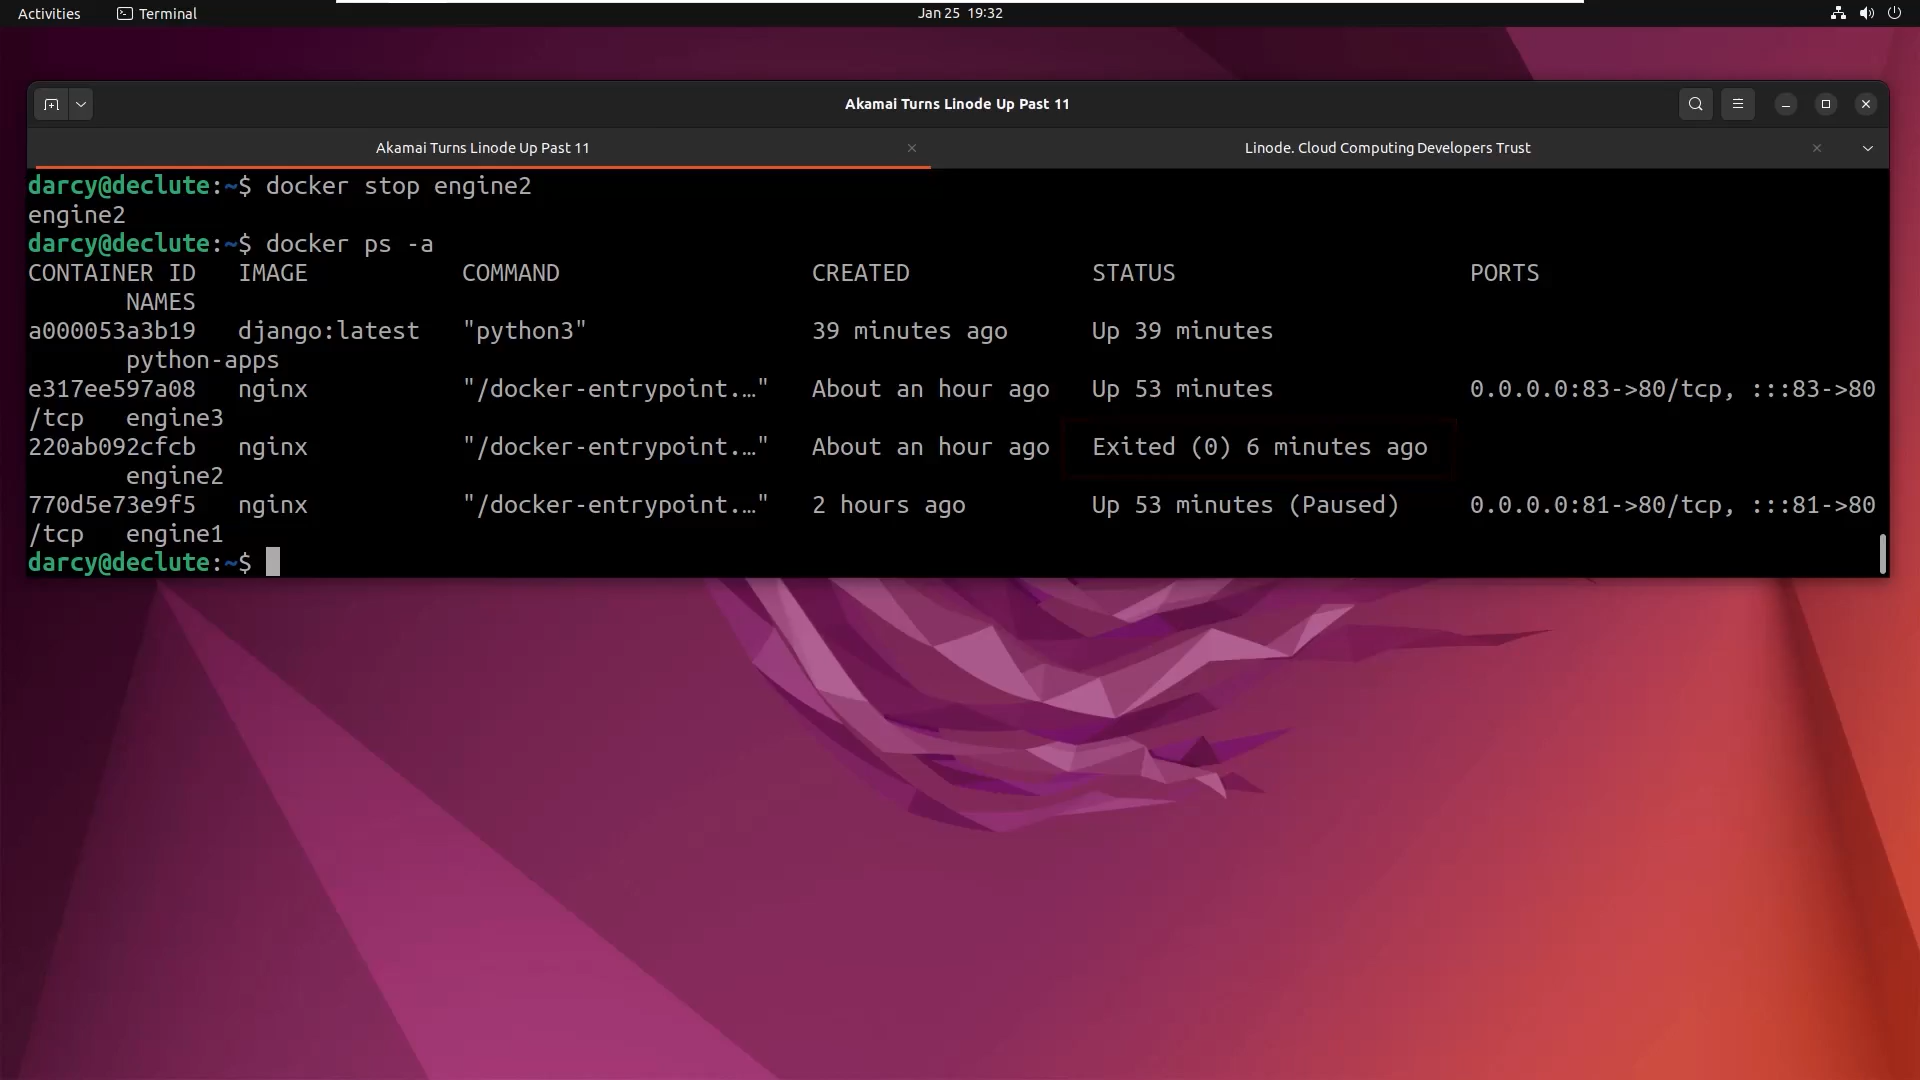 Activities Terminal Jan 25 19:32
Akamai Turns Linode Up Past 11
Akamai Turns Linode Up Past 11 Linode. Cloud Computing Developers Trust
darcy@declute:~$ docker stop engine2
engine2
darcy@declute:~$ docker ps -a
CONTAINER ID   IMAGE           COMMAND                  CREATED             STATUS                     PORTS
       NAMES
a000053a3b19   django:latest   "python3"                39 minutes ago      Up 39 minutes
       python-apps
e317ee597a08   nginx           "/docker-entrypoint.…"   About an hour ago   Up 53 minutes              0.0.0.0:83->80/tcp, :::83->80
/tcp   engine3
220ab092cfcb   nginx           "/docker-entrypoint.…"   About an hour ago   Exited (0) 6 minutes ago
       engine2
770d5e73e9f5   nginx           "/docker-entrypoint.…"   2 hours ago         Up 53 minutes (Paused)     0.0.0.0:81->80/tcp, :::81->80
/tcp   engine1
darcy@declute:~$